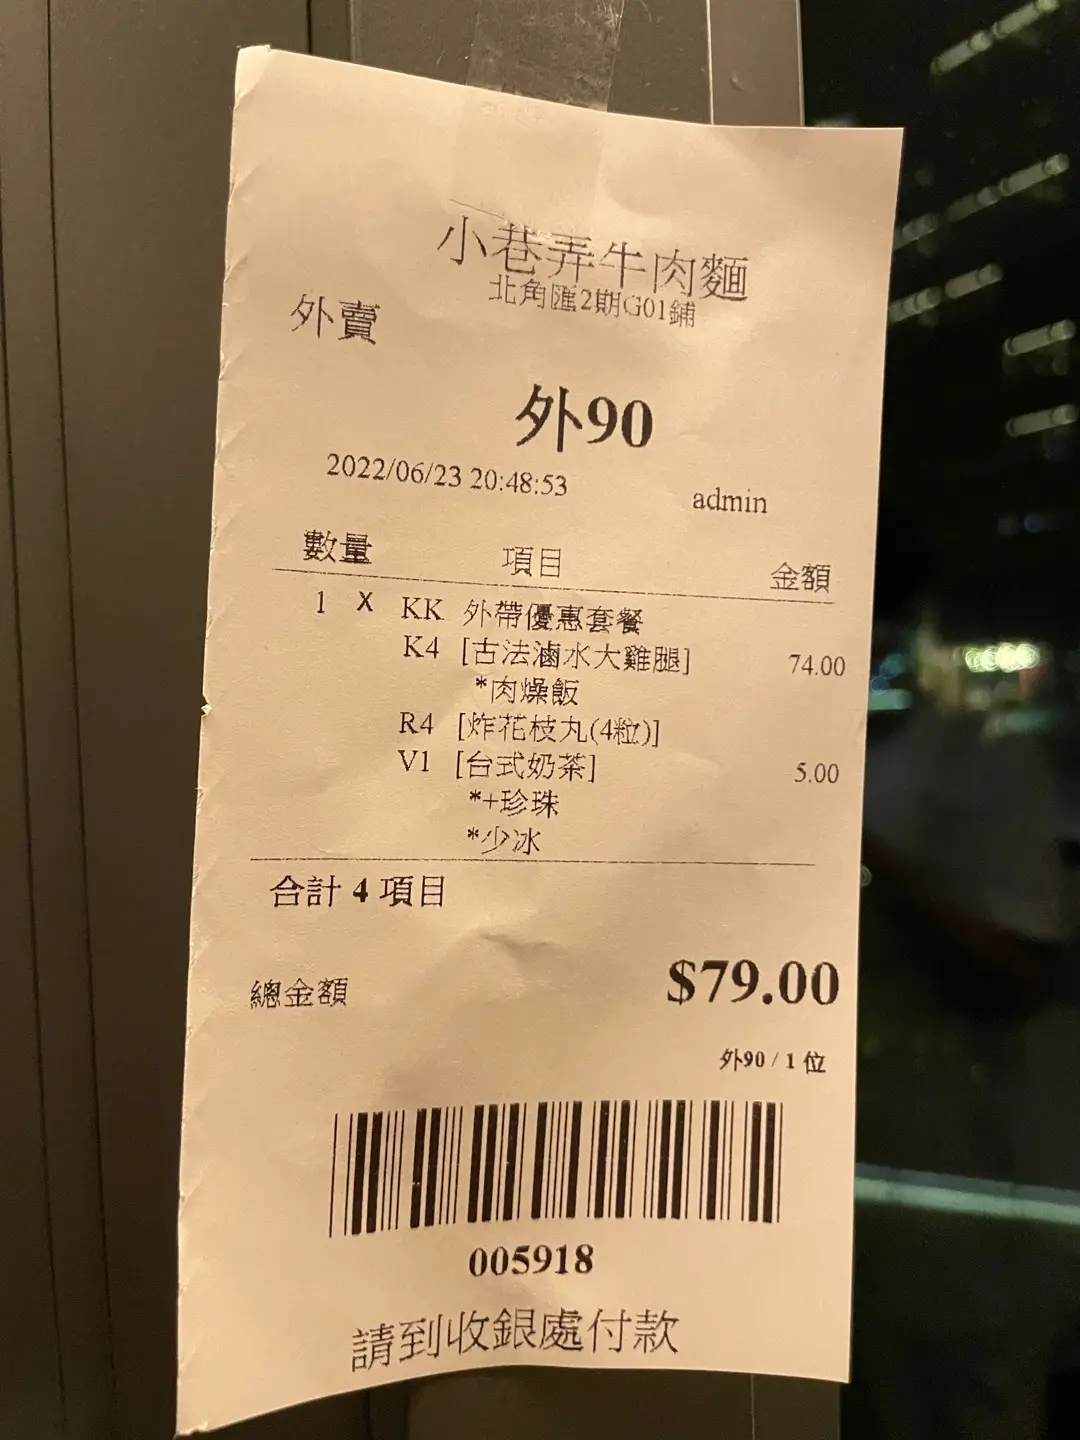 小巷弄牛肉麵
北角匯2期G01鋪
外賣
外90
2022/06/23 20:48:53 admin
數量 項目 金額
1 X KK 外帶優惠套餐
K4 [古法滷水大雞腿] 74.00
*肉燥飯
R4 [炸花枝丸(4粒)]
V1 [台式奶茶] 5.00
*+珍珠
*少冰
合計 4 項目
總金額 $79.00
外90 / 1 位
005918
請到收銀處付款